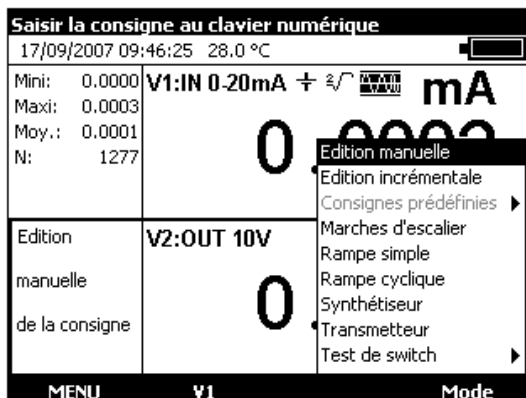 Saisir la consigne au clavier numérique
17/09/2007 09:46:25 28.0 °C
Mini: 0.0000
Maxi: 0.0003
Moy.: 0.0001
N: 1277
V1:IN 0-20mA
mA
Edition manuelle
Edition incrémentale
Consignes prédéfinies
Marches d'escalier
Rampe simple
Rampe cyclique
Synthétiseur
Transmetteur
Test de switch
Edition
manuelle
de la consigne
V2:OUT 10V
0.
MENU V1 Mode